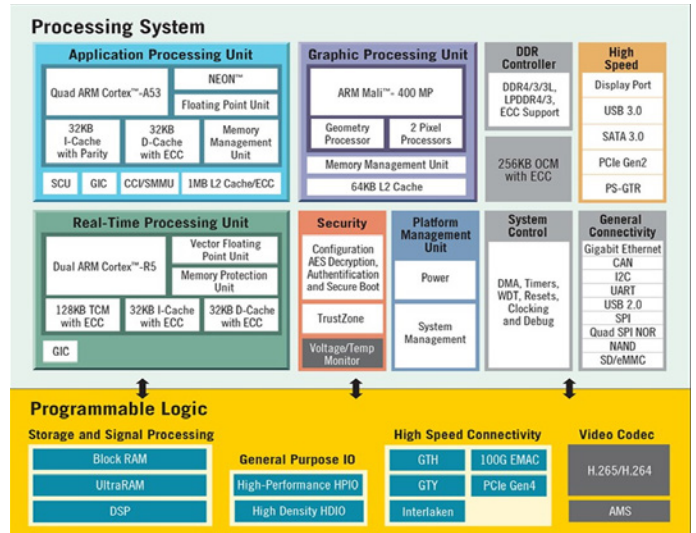 Processing System
Application Processing Unit
Quad ARM Cortex™-A53
NEON™
Floating Point Unit
32KB
I-Cache
with Parity
32KB
D-Cache
with ECC
Memory
Management
Unit
SCU
GIC
CCI/SMMU
1MB L2 Cache/ECC
Graphic Processing Unit
ARM Mali™- 400 MP
Geometry
Processor
2 Pixel
Processors
Memory Management Unit
64KB L2 Cache
DDR
Controller
DDR4/3/3L,
LPDDR4/3,
ECC Support
256KB OCM
with ECC
High
Speed
Display Port
USB 3.0
SATA 3.0
PCIe Gen2
PS-GTR
Real-Time Processing Unit
Dual ARM Cortex™-R5
Vector Floating
Point Unit
Memory Protection
Unit
128KB TCM
with ECC
32KB I-Cache
with ECC
32KB D-Cache
with ECC
GIC
Security
Configuration
AES Decryption,
Authentification
and Secure Boot
TrustZone
Voltage/Temp
Monitor
Platform
Management
Unit
Power
System
Management
System
Control
DMA, Timers,
WDT, Resets,
Clocking
and Debug
General
Connectivity
Gigabit Ethernet
CAN
I2C
UART
USB 2.0
SPI
Quad SPI NOR
NAND
SD/eMMC
Programmable Logic
Storage and Signal Processing
Block RAM
UltraRAM
DSP
General Purpose IO
High-Performance HPIO
High Density HDIO
High Speed Connectivity
GTH
100G EMAC
GTY
PCIe Gen4
Interlaken
Video Codec
H.265/H.264
AMS